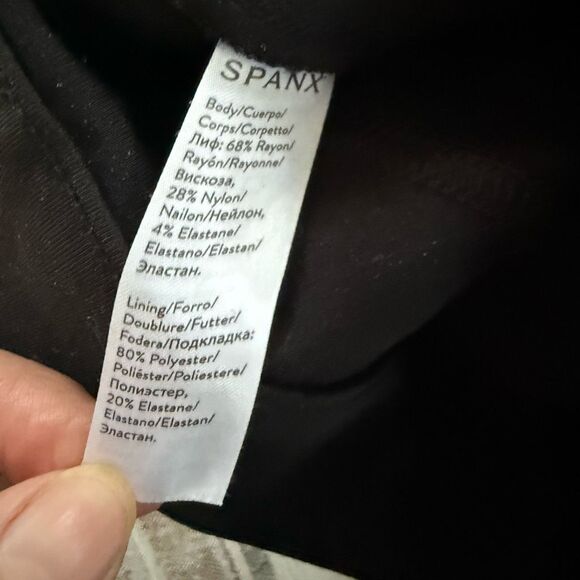 SPANX
Body/Cuerpo/
Corps/Corpetto/
Лиф: 68% Rayon/
Rayón/Rayonne/
Вискоза,
28% Nylon/
Nailon/Нейлон,
4% Elastane/
Elastano/Elastan/
Эластан.
Lining/Forro/
Doublure/Futter/
Fodera/Подкладка:
80% Polyester/
Poliéster/Poliestere/
Полиэстер,
20% Elastane/
Elastano/Elastan/
Эластан.